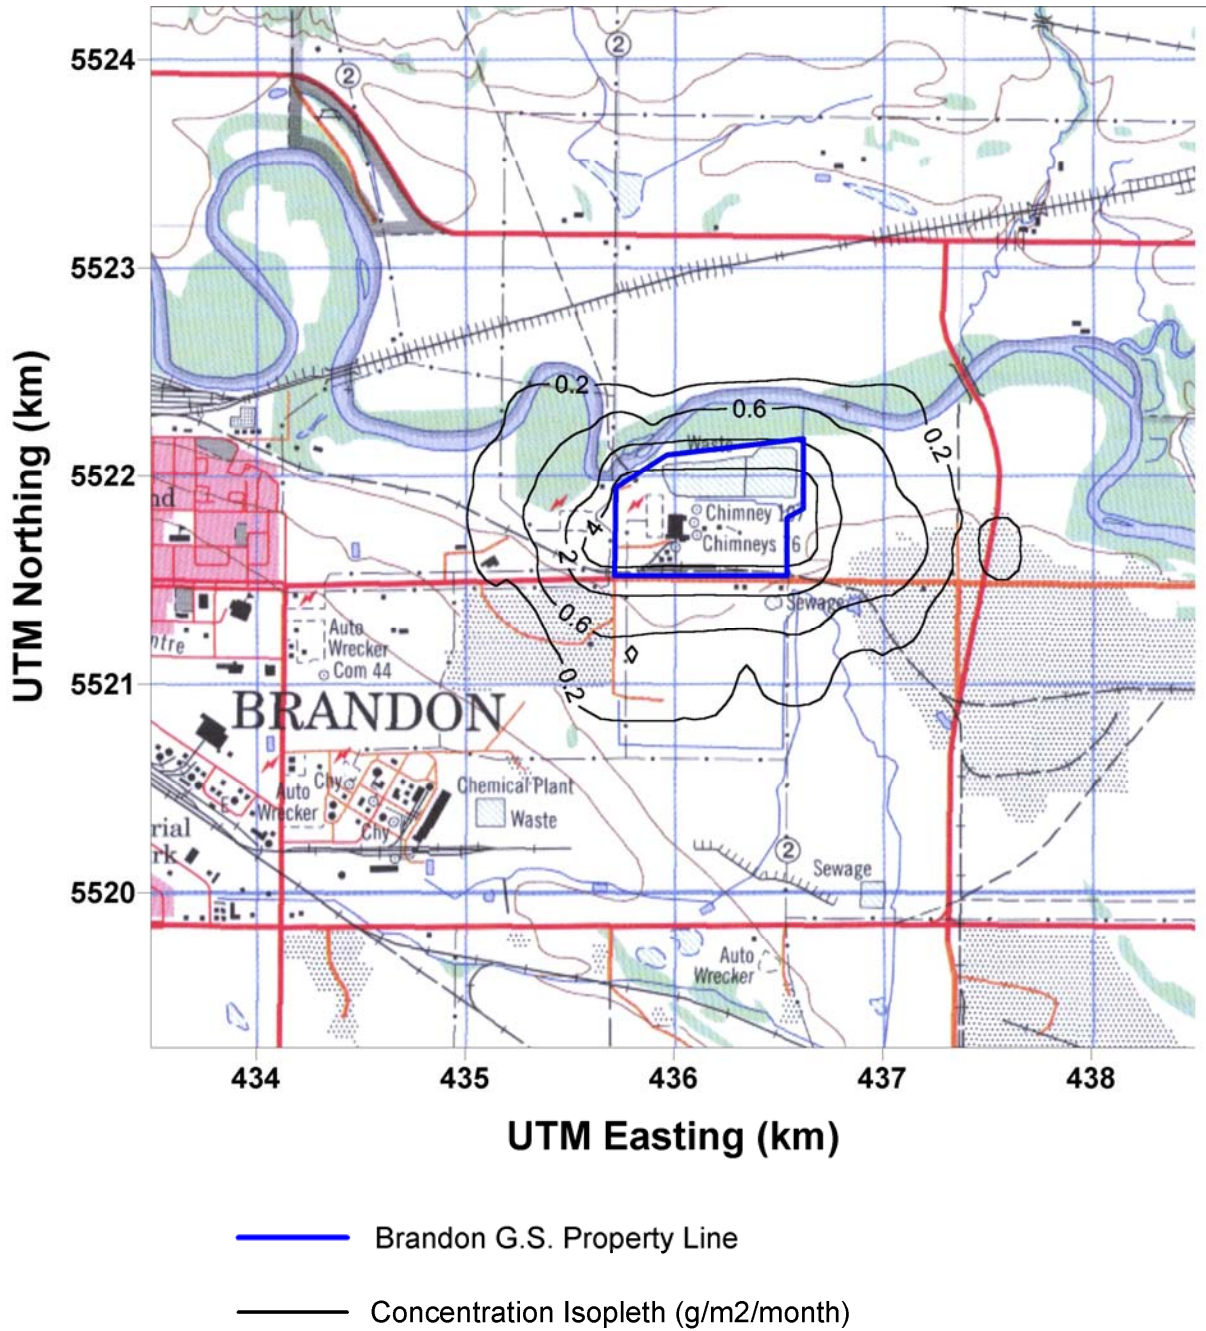 5524
2
2
5523
0.2
0.6
0.2
Waste
5522
nd
4
Chimney 107
Chimneys 6
2
Sewage
0.6
ntre
Auto
Wrecker
Com 44
5521
0.2
BRANDON
Chy
Chemical Plant
Auto
Wrecker
Waste
Chy
rial
rk
2
Sewage
5520
Auto
Wrecker
434
435
436
437
438
UTM Northing (km)
UTM Easting (km)
Brandon G.S. Property Line
Concentration Isopleth (g/m2/month)